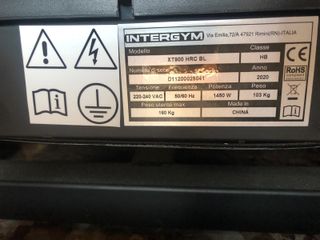 INTERGYM
Via Emilia,72/A 47921 Rimini(RN)-ITALIA
Modello Classe
XT900 HRC BL HB
Anno
D11200029041 2020
Tensione Frequenza Potenza Peso
220-240 VAC 50/60 Hz 1450 W 103 Kg
Peso utente max Made in
160 Kg CHINA
CE
RoHS